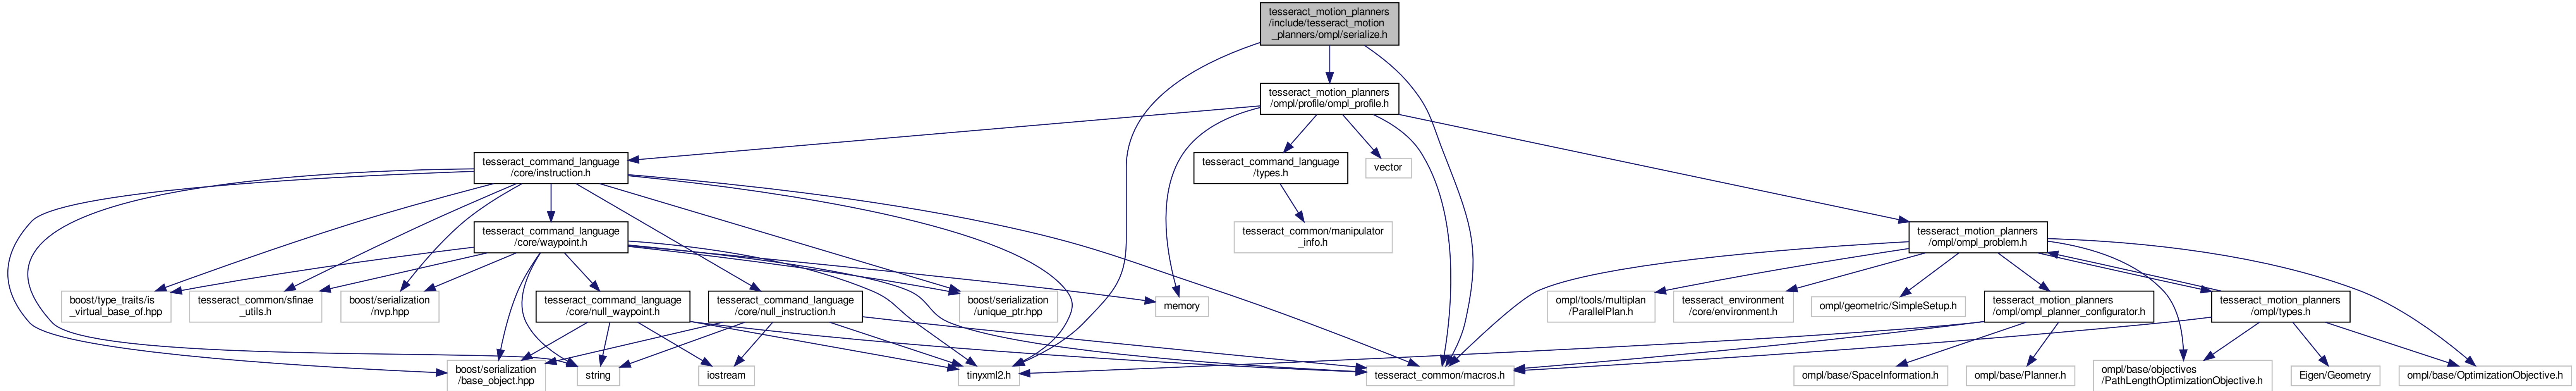 tesseract_motion_planners
/include/tesseract_motion
_planners/ompl/serialize.h
tesseract_motion_planners
/ompl/profile/ompl_profile.h
tesseract_command_language
/core/instruction.h
tesseract_command_language
/types.h
vector
tesseract_command_language
/core/waypoint.h
tesseract_common/manipulator
_info.h
tesseract_motion_planners
/ompl/ompl_problem.h
boost/type_traits/is
_virtual_base_of.hpp
tesseract_common/sfinae
_utils.h
boost/serialization
/nvp.hpp
tesseract_command_language
/core/null_waypoint.h
tesseract_command_language
/core/null_instruction.h
boost/serialization
/unique_ptr.hpp
memory
ompl/tools/multiplan
/ParallelPlan.h
tesseract_environment
/core/environment.h
ompl/geometric/SimpleSetup.h
tesseract_motion_planners
/ompl/ompl_planner_configurator.h
tesseract_motion_planners
/ompl/types.h
boost/serialization
/base_object.hpp
string
iostream
tinyxml2.h
tesseract_common/macros.h
ompl/base/SpaceInformation.h
ompl/base/Planner.h
ompl/base/objectives
/PathLengthOptimizationObjective.h
Eigen/Geometry
ompl/base/OptimizationObjective.h